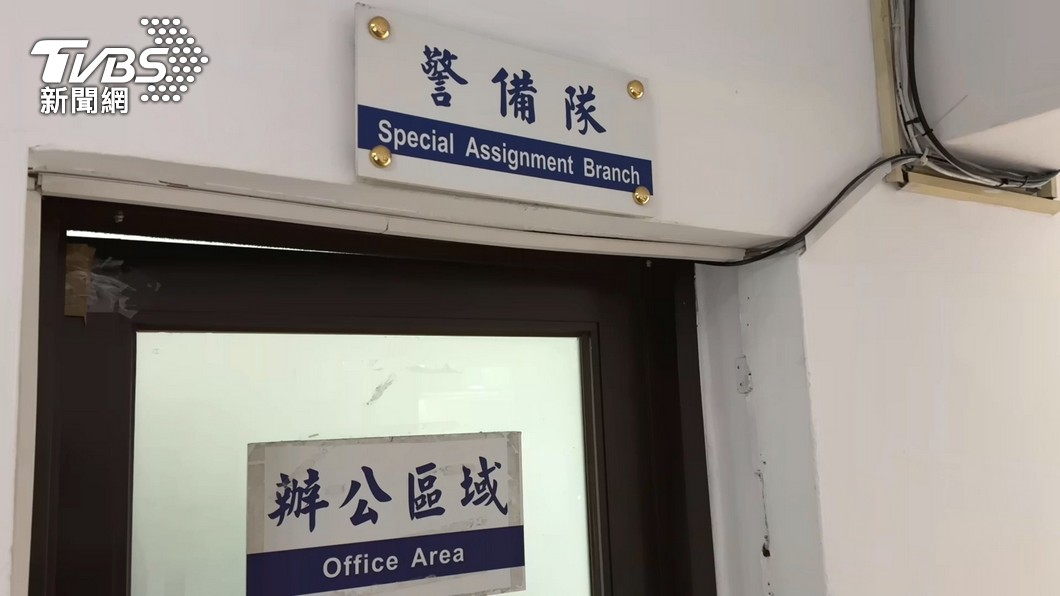 TVBS
新聞網
警備隊
Special Assignment Branch
辦公區域
Office Area